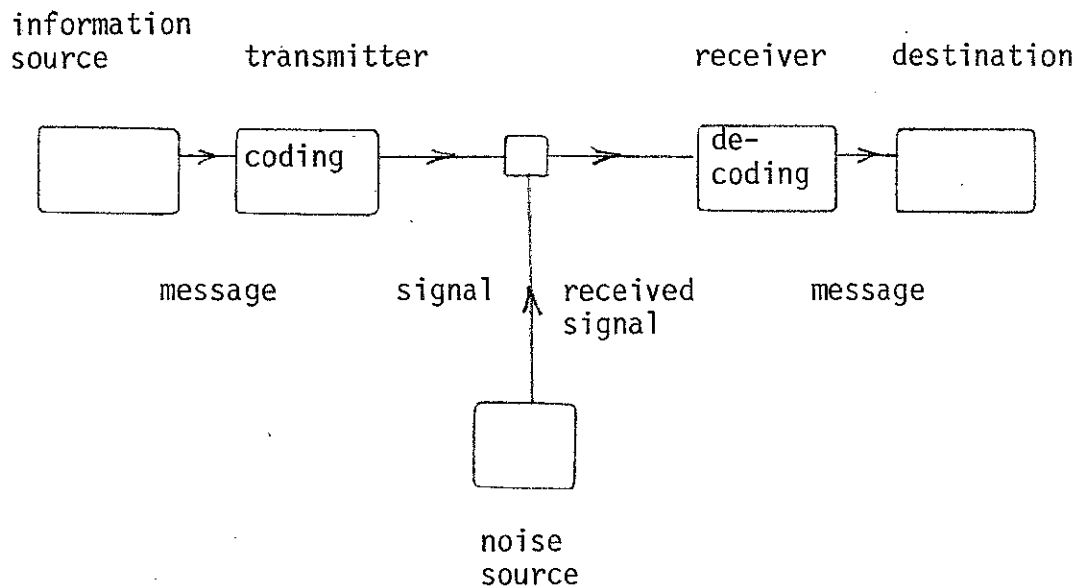 information
source
transmitter
receiver
destination
coding
de-
coding
message
signal
received
signal
message
noise
source